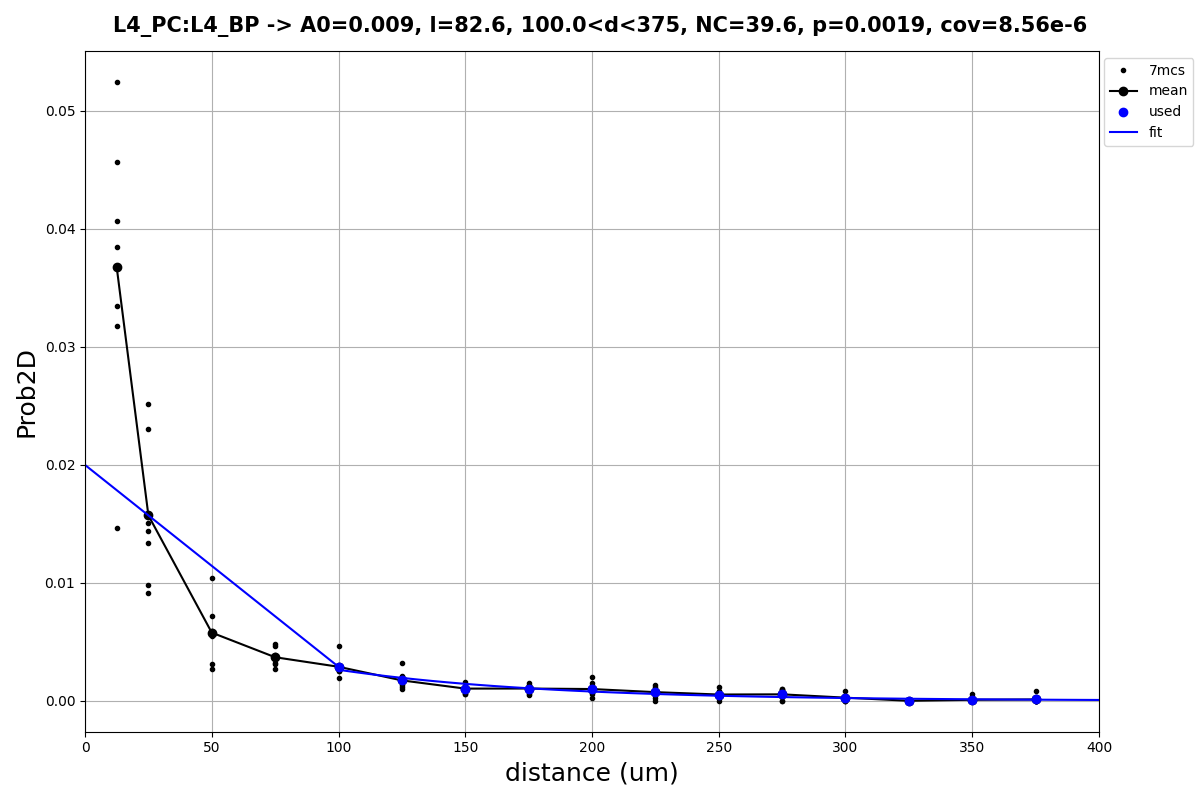 L4_PC:L4_BP -> A0=0.009, l=82.6, 100.0<d<375, NC=39.6, p=0.0019, cov=8.56e-6
7mcs
mean
used
fit
0.05
0.04
0.03
0.02
0.01
0.00
Prob2D
0 50 100 150 200 250 300 350 400
distance (um)